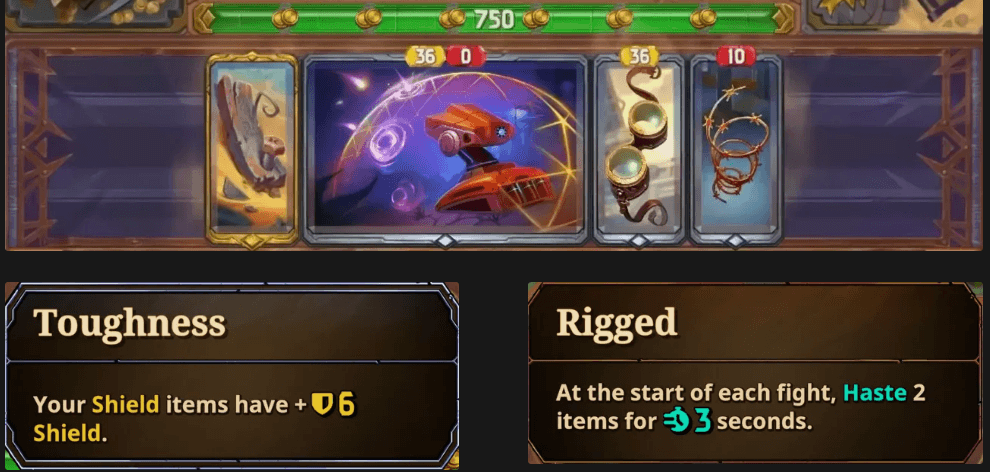 750
36 0 36 10
Toughness
Your Shield items have + 6
Shield.
Rigged
At the start of each fight, Haste 2
items for 3 seconds.